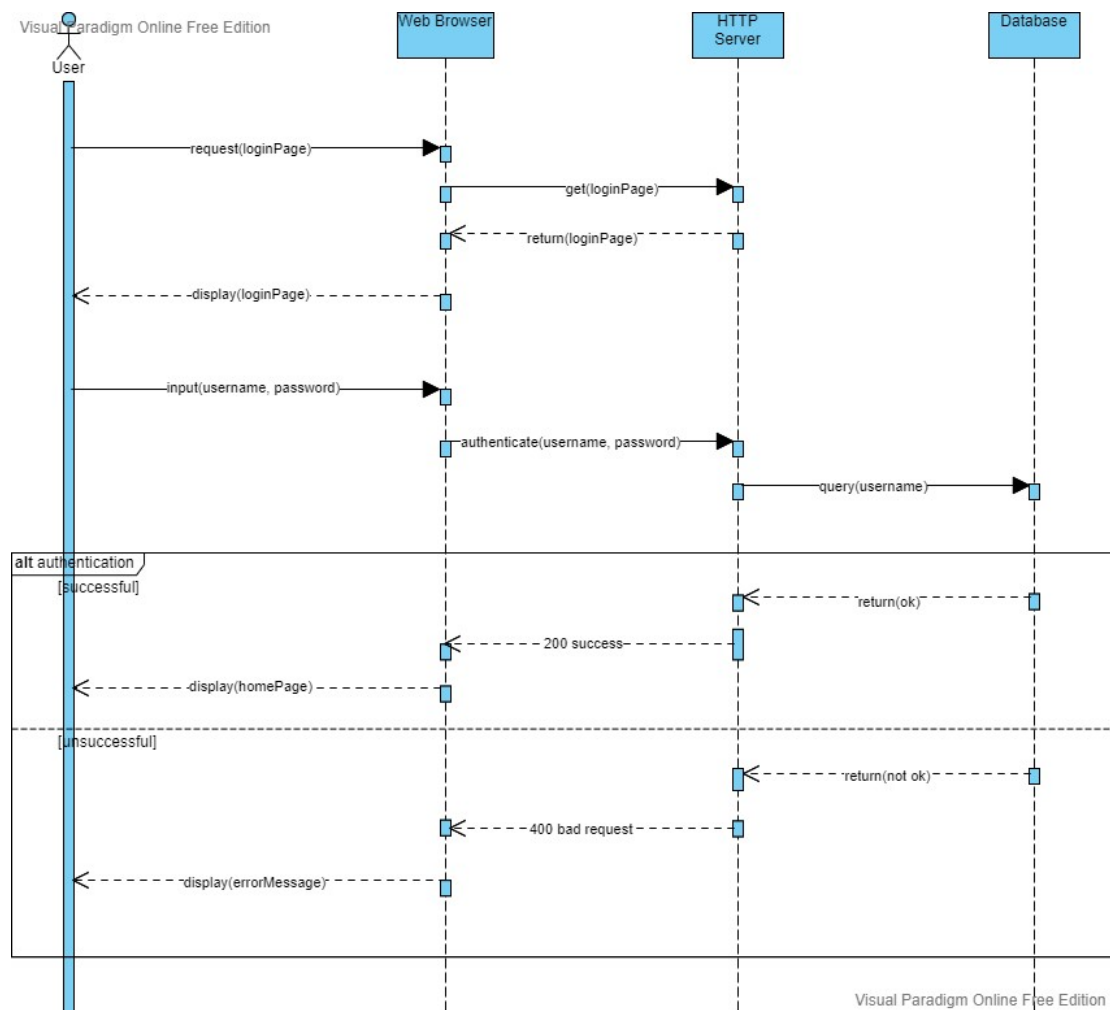 Visual Paradigm Online Free Edition
User
Web Browser
HTTP
Server
Database
request(loginPage)
get(loginPage)
return(loginPage)
display(loginPage)
input(username, password)
authenticate(username, password)
query(username)
alt authentication
[successful]
return(ok)
200 success
display(homePage)
[unsuccessful]
return(not ok)
400 bad request
display(errorMessage)
Visual Paradigm Online Free Edition